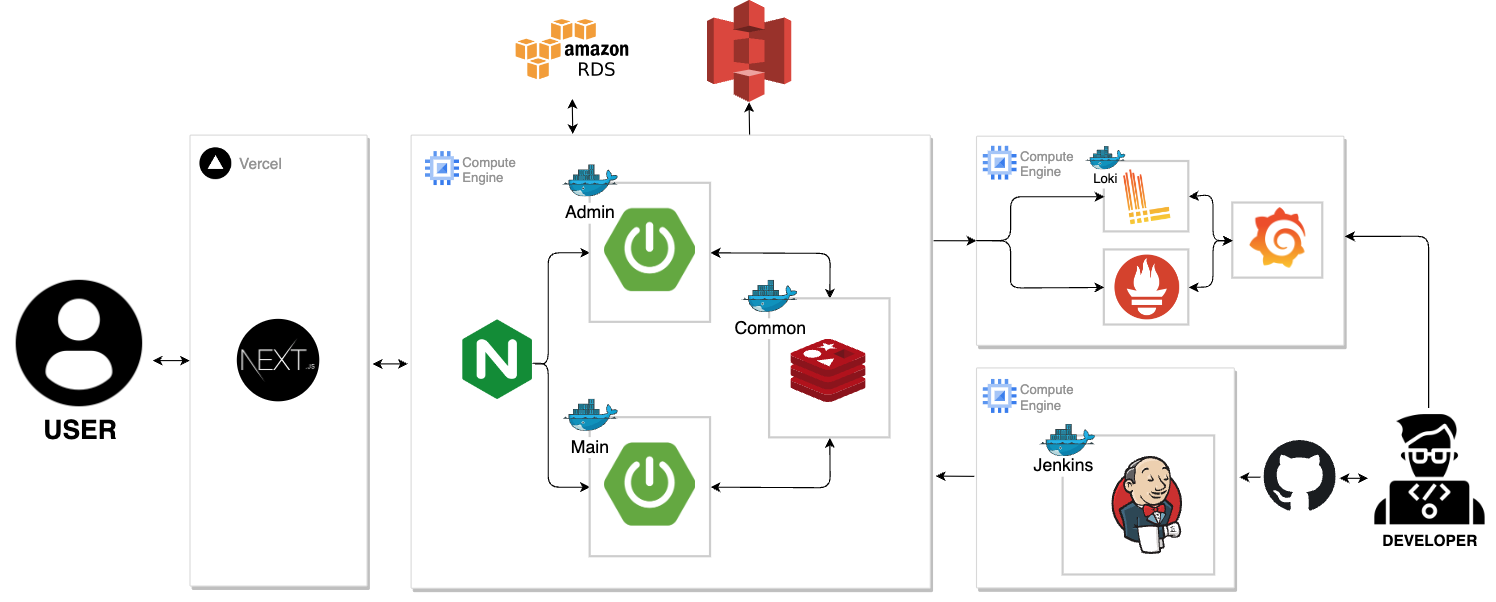 amazon
RDS
Vercel
Compute
Engine
Admin
Common
Main
NEXT.JS
USER
Compute
Engine
Loki
Compute
Engine
Jenkins
DEVELOPER